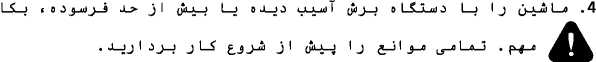 4. ماشین را با دستگاه برش آسیب دیده یا بیش از حد فرسوده، بکا
مهم. تمامی موانع را پیش از شروع کار بردارید.